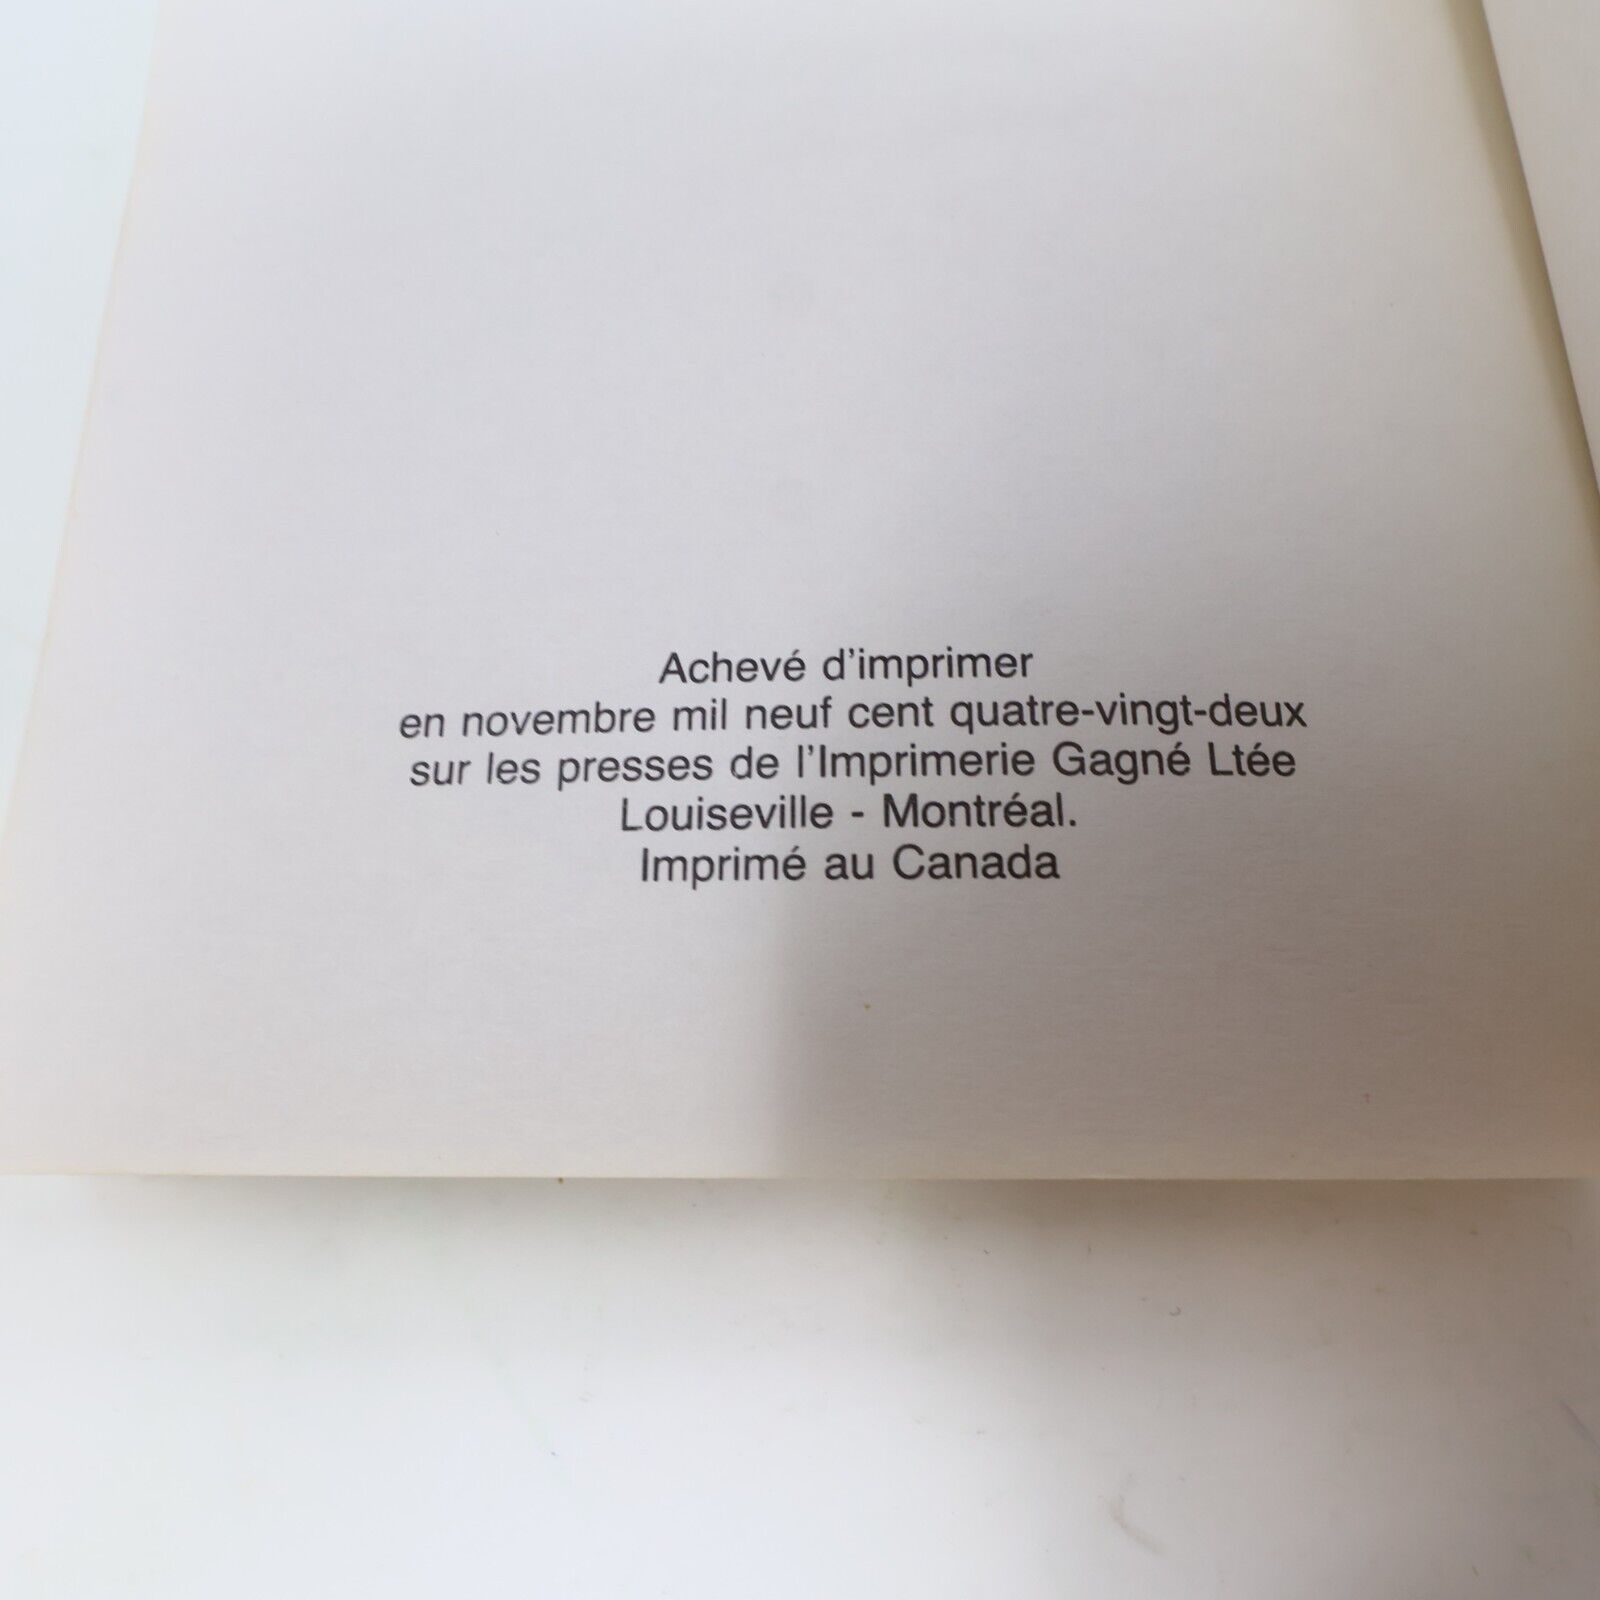 Achevé d'imprimer
en novembre mil neuf cent quatre-vingt-deux
sur les presses de l'Imprimerie Gagné Ltée
Louiseville - Montréal.
Imprimé au Canada